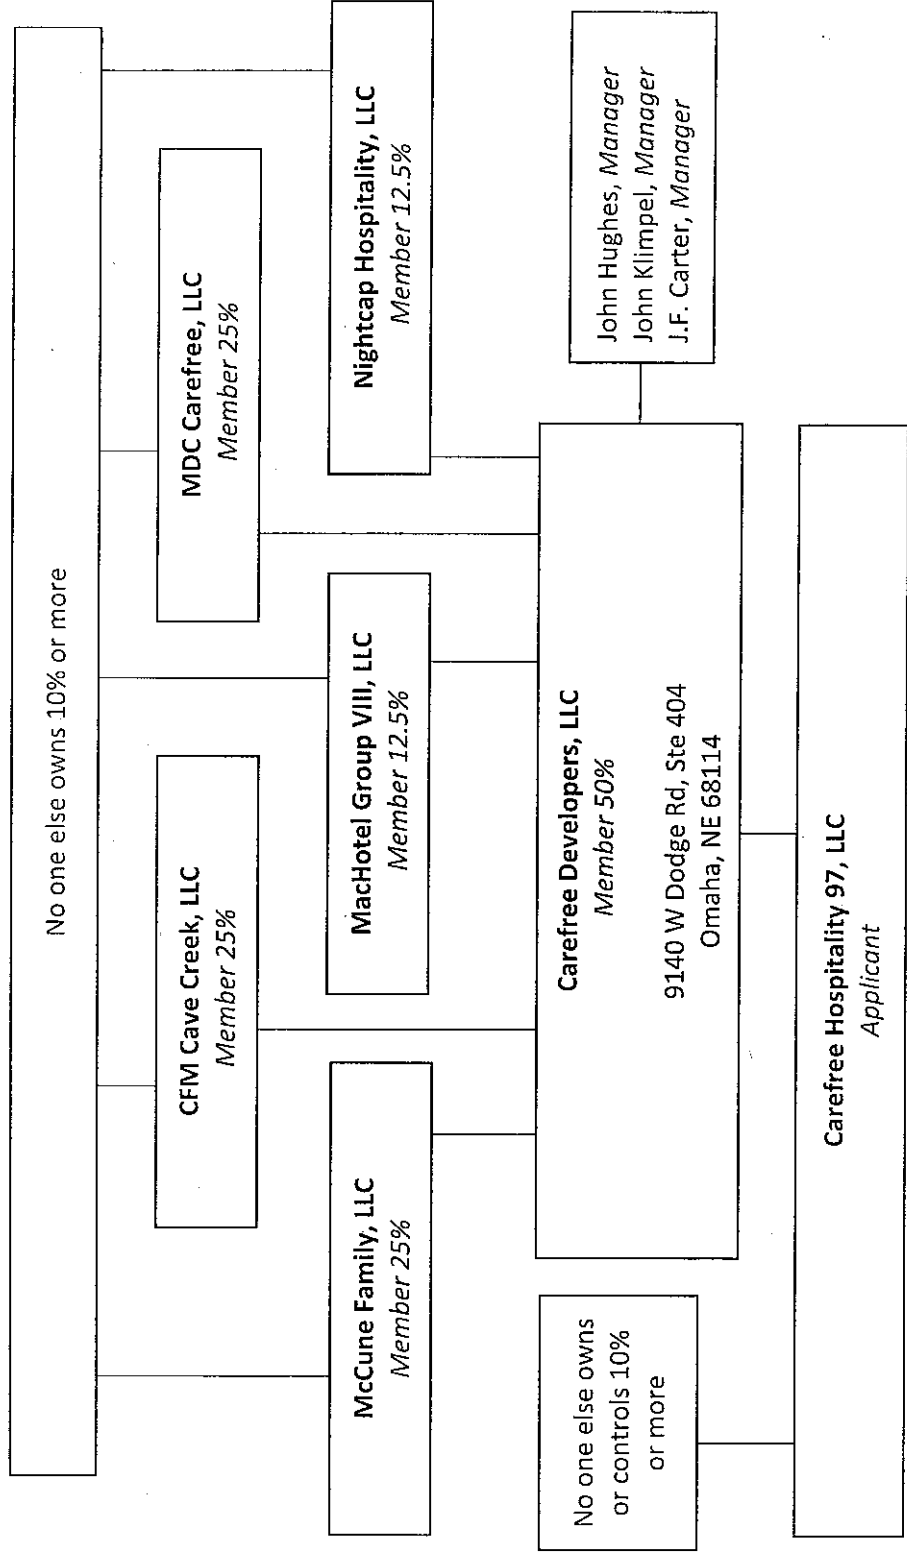 No one else owns 10% or more
CFM Cave Creek, LLC
Member 25%
MDC Carefree, LLC
Member 25%
McCune Family, LLC
Member 25%
MacHotel Group VIII, LLC
Member 12.5%
Nightcap Hospitality, LLC
Member 12.5%
No one else owns
or controls 10%
or more
Carefree Developers, LLC
Member 50%
9140 W Dodge Rd, Ste 404
Omaha, NE 68114
John Hughes, Manager
John Klimpel, Manager
J.F. Carter, Manager
Carefree Hospitality 97, LLC
Applicant